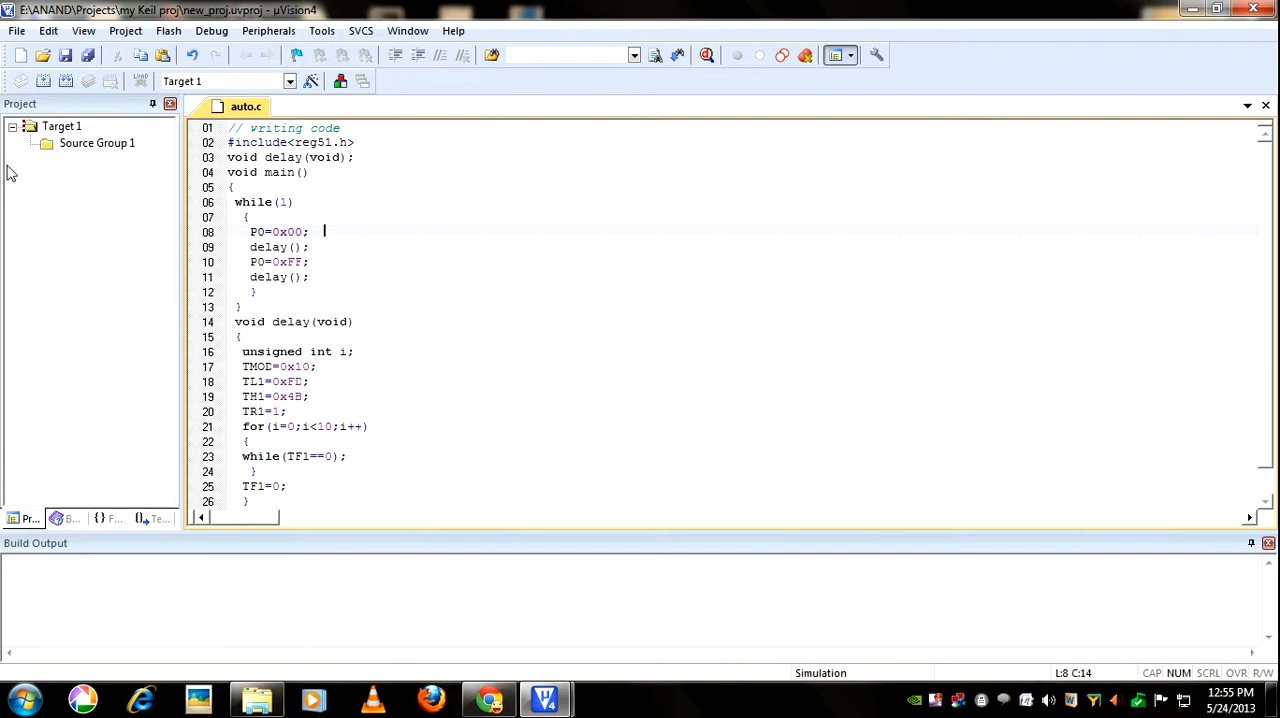 E:\ANAND\Projects\my Keil proj\new_proj.uvproj - µVision4
File Edit View Project Flash Debug Peripherals Tools SVCS Window Help
LOAD Target 1
Project
auto.c
Target 1
Source Group 1
01 // writing code
02 #include<reg51.h>
03 void delay(void);
04 void main()
05 {
06 while(1)
07 {
08 P0=0x00;
09 delay();
10 P0=0xFF;
11 delay();
12 }
13 }
14 void delay(void)
15 {
16 unsigned int i;
17 TMOD=0x10;
18 TL1=0xFD;
19 TH1=0x4B;
20 TR1=1;
21 for(i=0;i<10;i++)
22 {
23 while(TF1==0);
24 }
25 TF1=0;
26 }
Pr... B... {} F... Te...
Build Output
Simulation L:8 C:14 CAP NUM SCRL OVR R/W
12:55 PM
5/24/2013